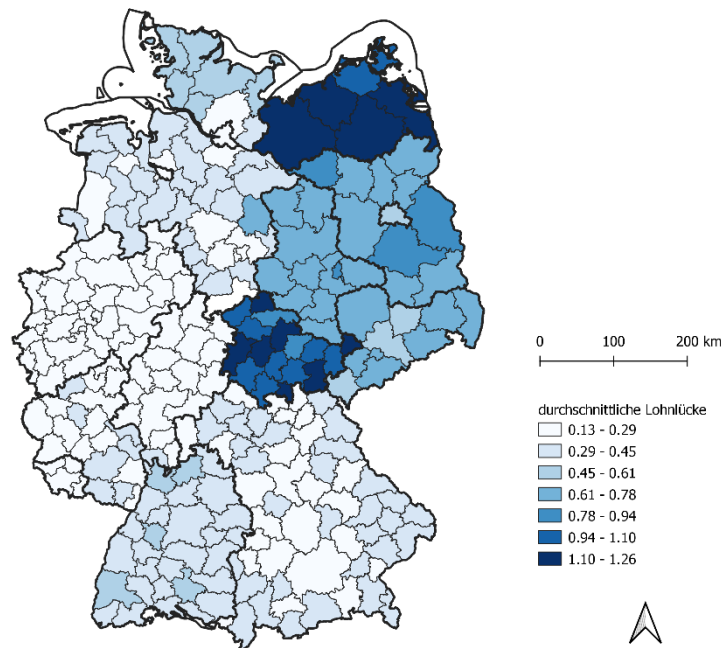 0 100 200 km
durchschnittliche Lohnlücke
0.13 - 0.29
0.29 - 0.45
0.45 - 0.61
0.61 - 0.78
0.78 - 0.94
0.94 - 1.10
1.10 - 1.26